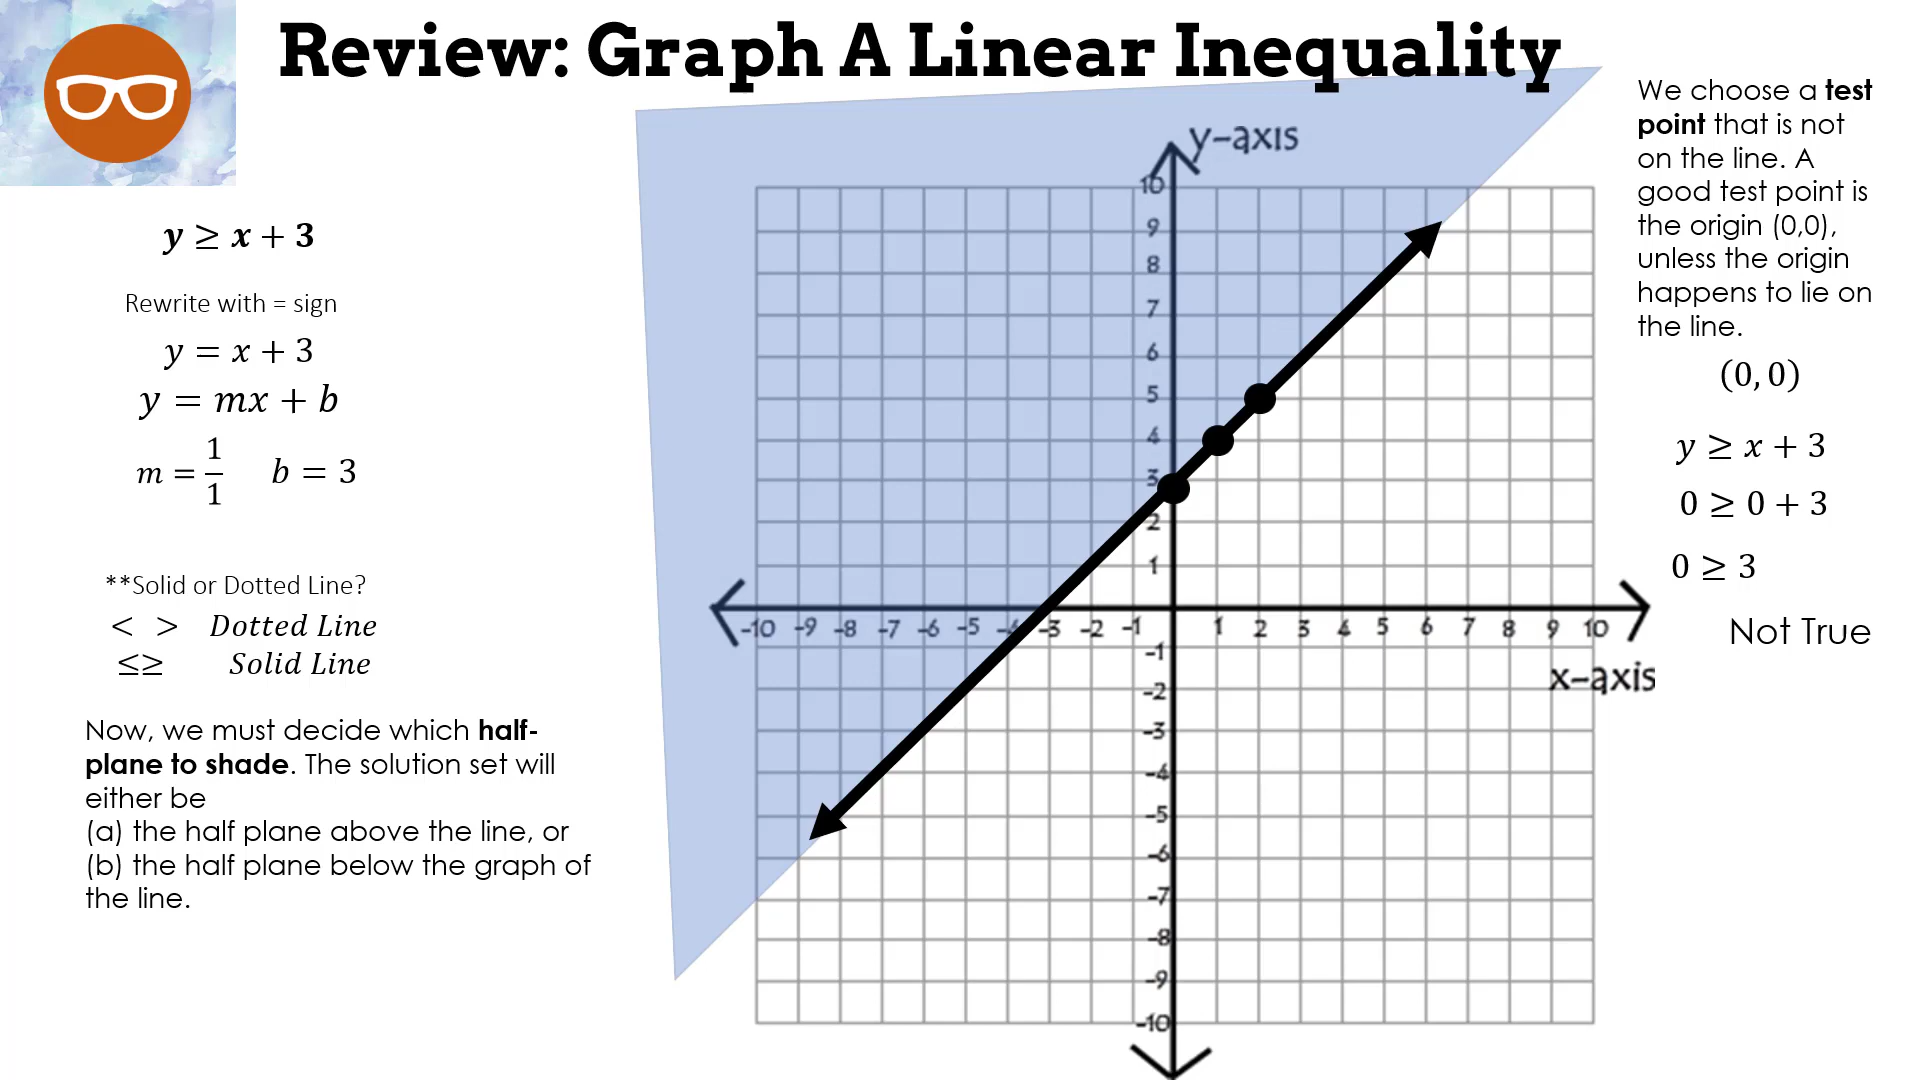 Review: Graph A Linear Inequality
y ≥ x + 3
Rewrite with = sign
y = x + 3
y = mx + b
m = 1/1 b = 3
**Solid or Dotted Line?
< > Dotted Line
≤≥ Solid Line
Now, we must decide which half-
plane to shade. The solution set will
either be
(a) the half plane above the line, or
(b) the half plane below the graph of
the line.
y-axis
10
9
8
7
6
5
4
3
2
1
-10 -9 -8 -7 -6 -5 -4 -3 -2 -1 1 2 3 4 5 6 7 8 9 10
x-axis
-1
-2
-3
-4
-5
-6
-7
-8
-9
-10
We choose a test
point that is not
on the line. A
good test point is
the origin (0,0),
unless the origin
happens to lie on
the line.
(0, 0)
y ≥ x + 3
0 ≥ 0 + 3
0 ≥ 3
Not True